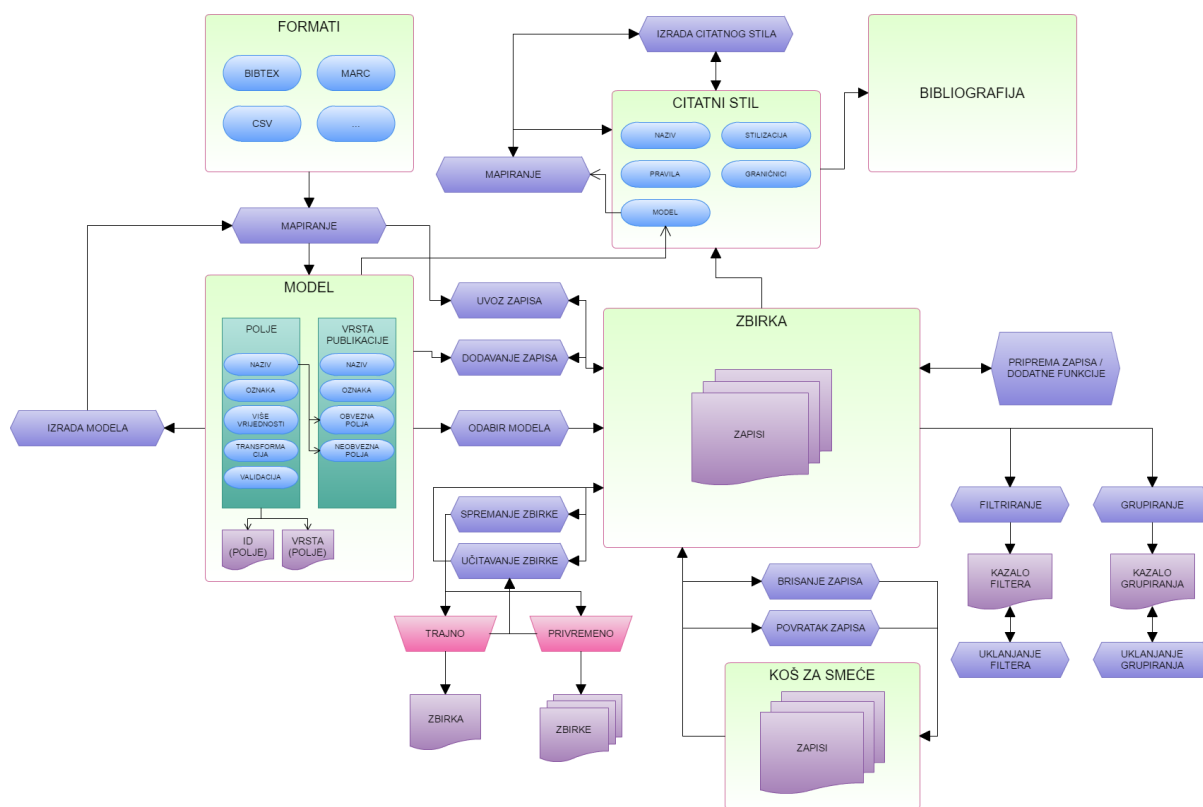 FORMATI
BIBTEX
MARC
CSV
...
IZRADA CITATNOG STILA
CITATNI STIL
NAZIV
STILIZACIJA
PRAVILA
GRANIČNICI
MODEL
BIBLIOGRAFIJA
MAPIRANJE
MAPIRANJE
MODEL
POLJE
NAZIV
OZNAKA
VIŠE
VRIJEDNOSTI
TRANSFORMA
CIJA
VALIDACIJA
VRSTA
PUBLIKACIJE
NAZIV
OZNAKA
OBVEZNA
POLJA
NEOBVEZNA
POLJA
ID
(POLJE)
VRSTA
(POLJE)
IZRADA MODELA
UVOZ ZAPISA
DODAVANJE ZAPISA
ODABIR MODELA
ZBIRKA
ZAPISI
PRIPREMA ZAPISA /
DODATNE FUNKCIJE
SPREMANJE ZBIRKE
UČITAVANJE ZBIRKE
TRAJNO
PRIVREMENO
ZBIRKA
ZBIRKE
FILTRIRANJE
GRUPIRANJE
KAZALO
FILTERA
KAZALO
GRUPIRANJA
UKLANJANJE
FILTERA
UKLANJANJE
GRUPIRANJA
BRISANJE ZAPISA
POVRATAK ZAPISA
KOŠ ZA SMEĆE
ZAPISI